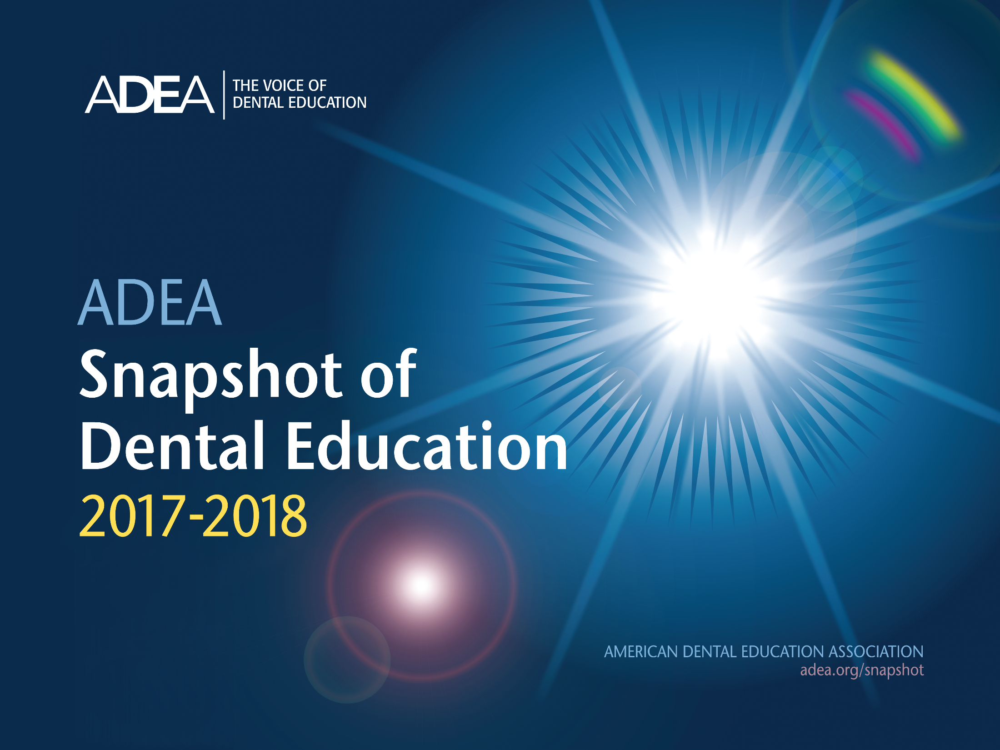 ADEA
THE VOICE OF
DENTAL EDUCATION
ADEA
Snapshot of
Dental Education
2017-2018
AMERICAN DENTAL EDUCATION ASSOCIATION
adea.org/snapshot